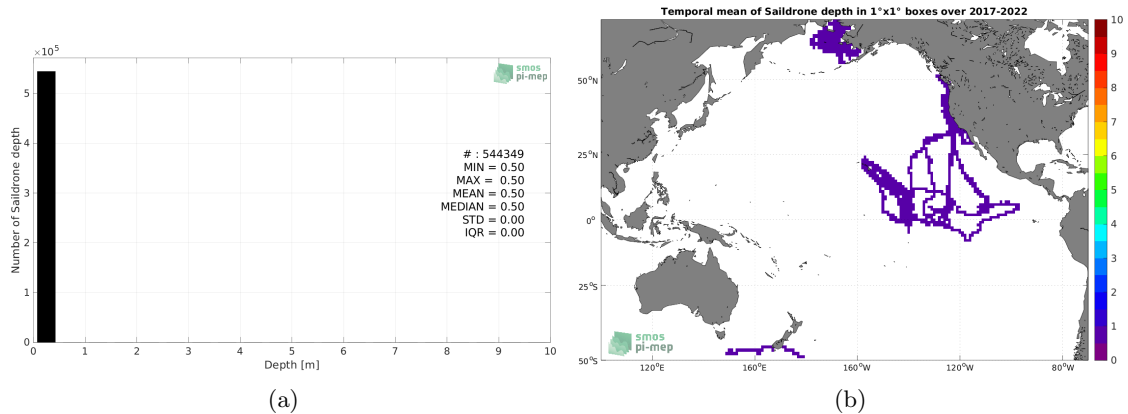 ×10⁵
5
4
3
2
1
0
Number of Saildrone depth
smos
pi-mep
# : 544349
MIN = 0.50
MAX = 0.50
MEAN = 0.50
MEDIAN = 0.50
STD = 0.00
IQR = 0.00
0 1 2 3 4 5 6 7 8 9 10
Depth [m]
(a)
Temporal mean of Saildrone depth in 1°x1° boxes over 2017-2022
50°N
25°N
0°
25°S
50°S
smos
pi-mep
120°E 160°E 160°W 120°W 80°W
10
9
8
7
6
5
4
3
2
1
0
(b)